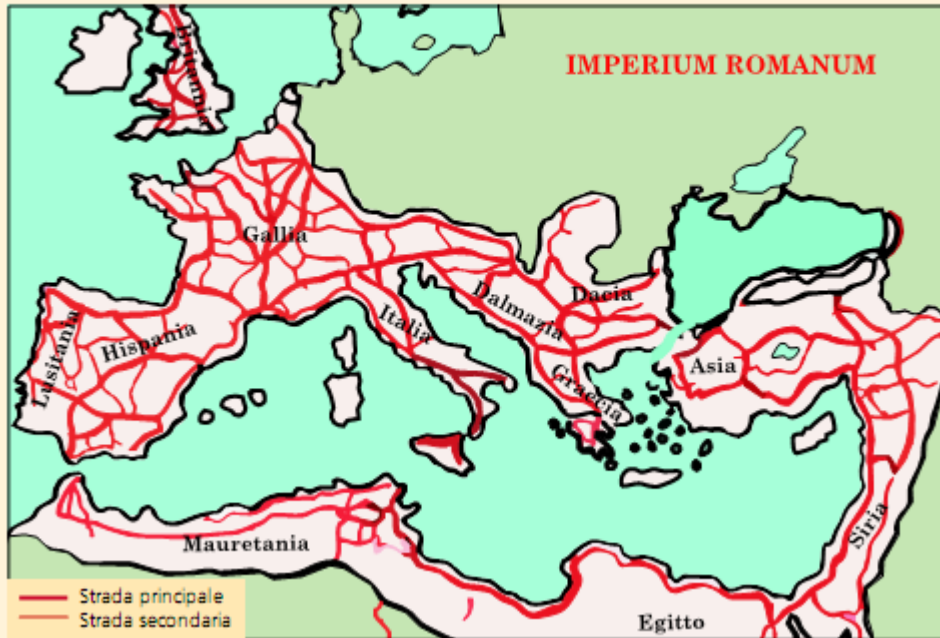 IMPERIUM ROMANUM
Britannia
Gallia
Dacia
Dalmazia
Italia
Hispania
Lusitania
Graecia
Asia
Siria
Mauretania
Egitto
Strada principale
Strada secondaria